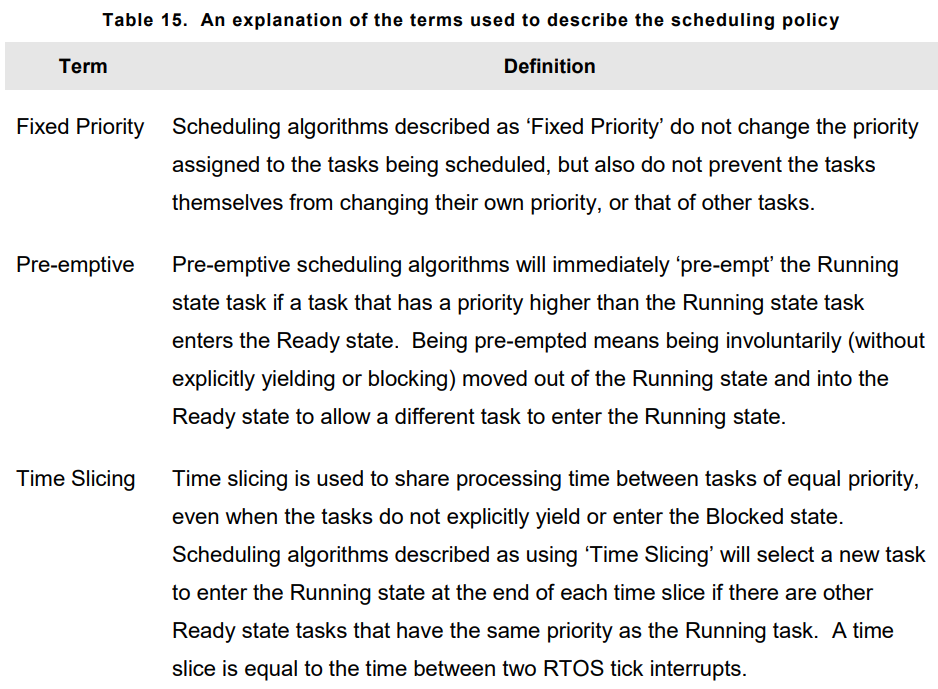 Table 15. An explanation of the terms used to describe the scheduling policy
Term Definition
Fixed Priority Scheduling algorithms described as ‘Fixed Priority’ do not change the priority
assigned to the tasks being scheduled, but also do not prevent the tasks
themselves from changing their own priority, or that of other tasks.
Pre-emptive Pre-emptive scheduling algorithms will immediately ‘pre-empt’ the Running
state task if a task that has a priority higher than the Running state task
enters the Ready state. Being pre-empted means being involuntarily (without
explicitly yielding or blocking) moved out of the Running state and into the
Ready state to allow a different task to enter the Running state.
Time Slicing Time slicing is used to share processing time between tasks of equal priority,
even when the tasks do not explicitly yield or enter the Blocked state.
Scheduling algorithms described as using ‘Time Slicing’ will select a new task
to enter the Running state at the end of each time slice if there are other
Ready state tasks that have the same priority as the Running task. A time
slice is equal to the time between two RTOS tick interrupts.